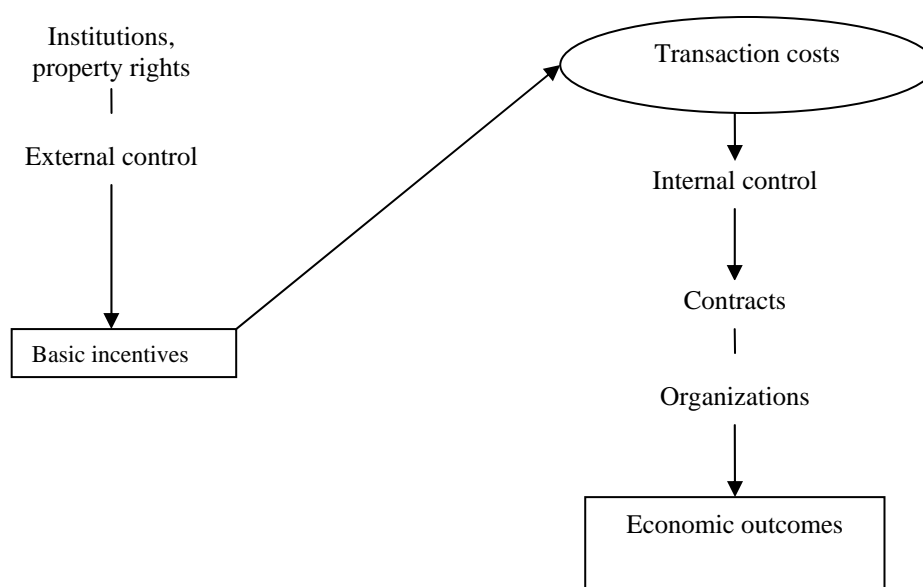 Institutions,
property rights
External control
Basic incentives
Transaction costs
Internal control
Contracts
Organizations
Economic outcomes